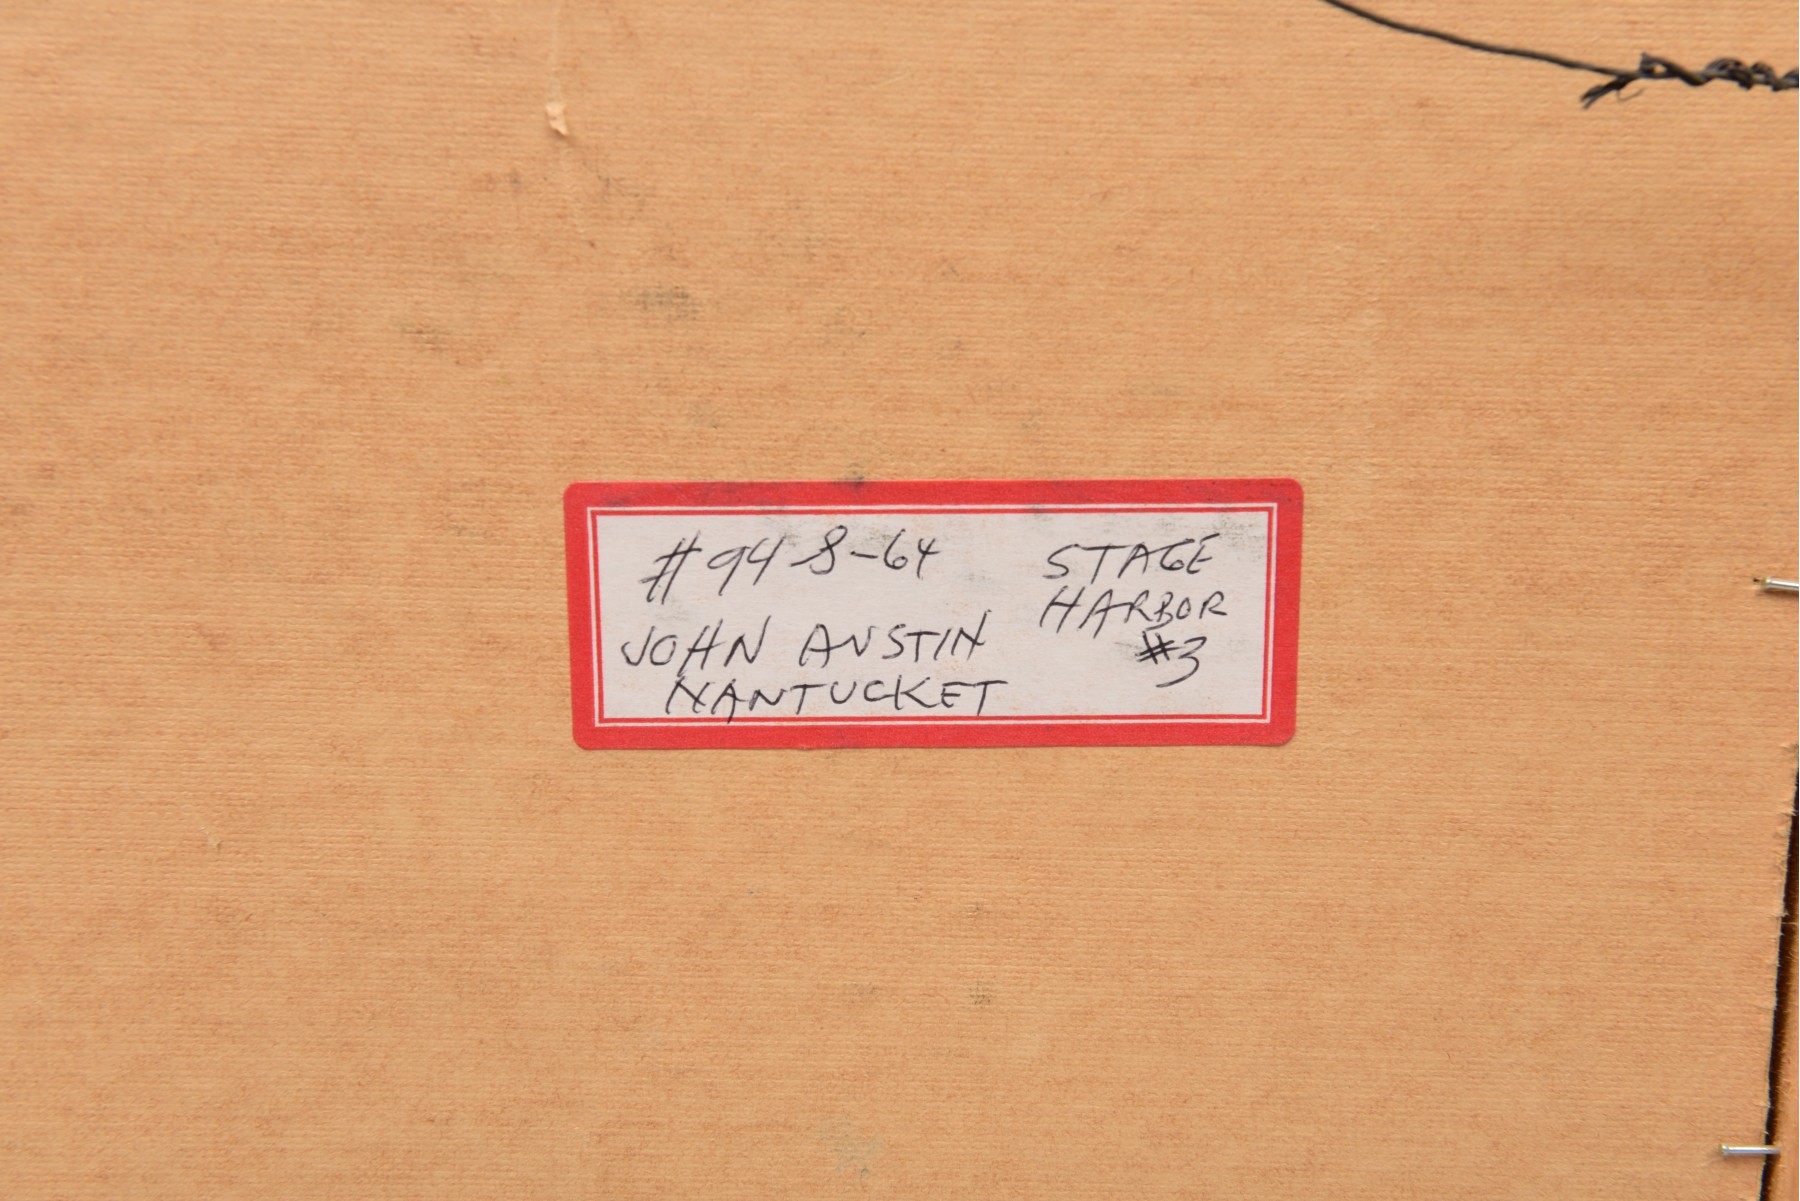 #94 8-64
JOHN AUSTIN
NANTUCKET
STAGE
HARBOR
#3